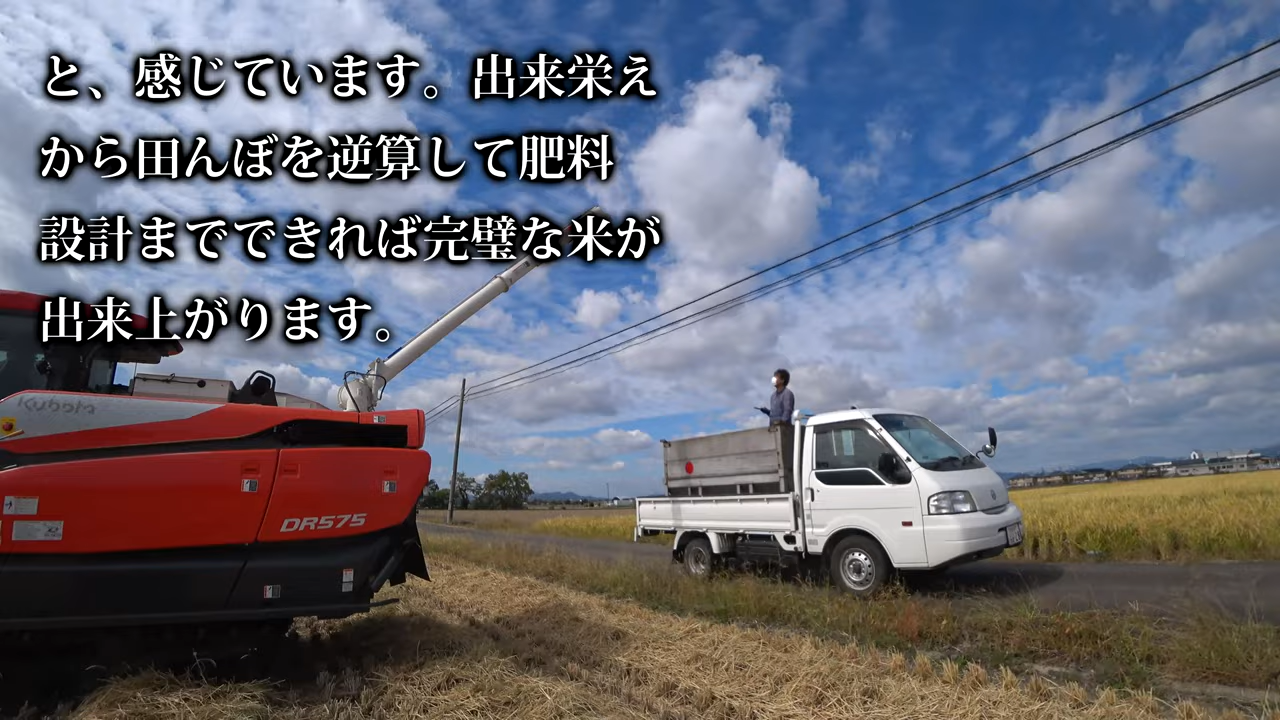 と、感じています。出来栄え
から田んぼを逆算して肥料
設計までできれば完璧な米が
出来上がります。
Kubota
DR575